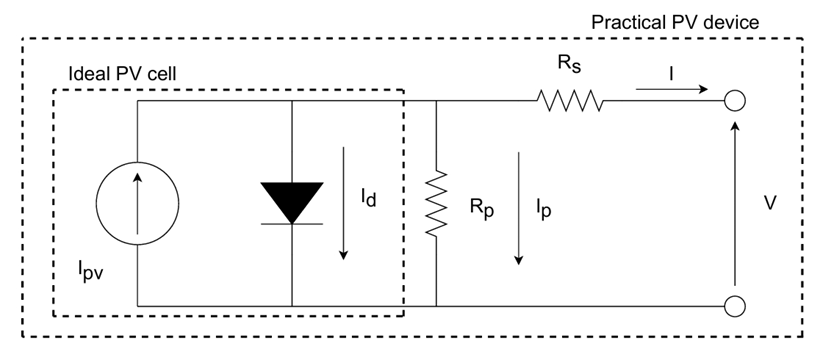 Practical PV device
Ideal PV cell
Rs
I
Id
Rp
Ip
V
Ipv